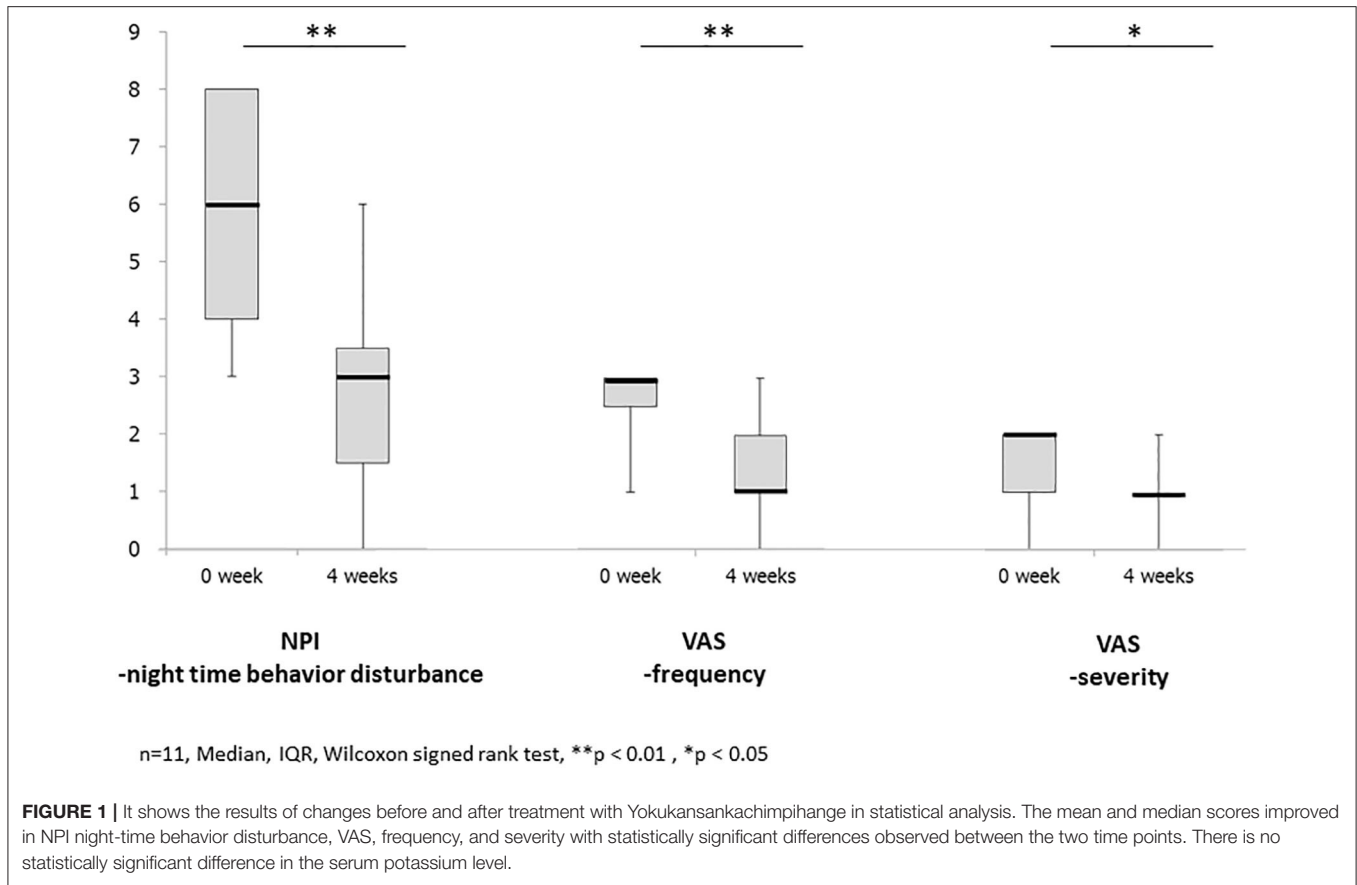 ** ** *
9
8
7
6
5
4
3
2
1
0
0 week 4 weeks 0 week 4 weeks 0 week 4 weeks
NPI
-night time behavior disturbance
VAS
-frequency
VAS
-severity
n=11, Median, IQR, Wilcoxon signed rank test, **p < 0.01 , *p < 0.05
FIGURE 1 | It shows the results of changes before and after treatment with Yokukansankachimpihange in statistical analysis. The mean and median scores improved
in NPI night-time behavior disturbance, VAS, frequency, and severity with statistically significant differences observed between the two time points. There is no
statistically significant difference in the serum potassium level.